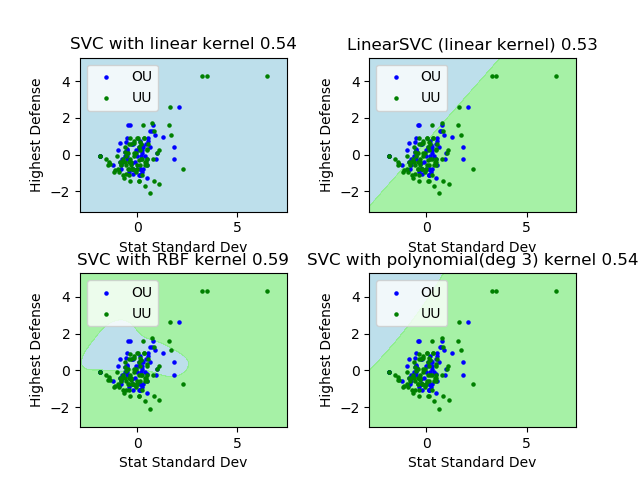 SVC with linear kernel 0.54
LinearSVC (linear kernel) 0.53
Highest Defense
4
2
0
−2
OU
UU
0
5
Stat Standard Dev
Highest Defense
4
2
0
−2
OU
UU
0
5
Stat Standard Dev
SVC with RBF kernel 0.59
SVC with polynomial(deg 3) kernel 0.54
Highest Defense
4
2
0
−2
OU
UU
0
5
Stat Standard Dev
Highest Defense
4
2
0
−2
OU
UU
0
5
Stat Standard Dev